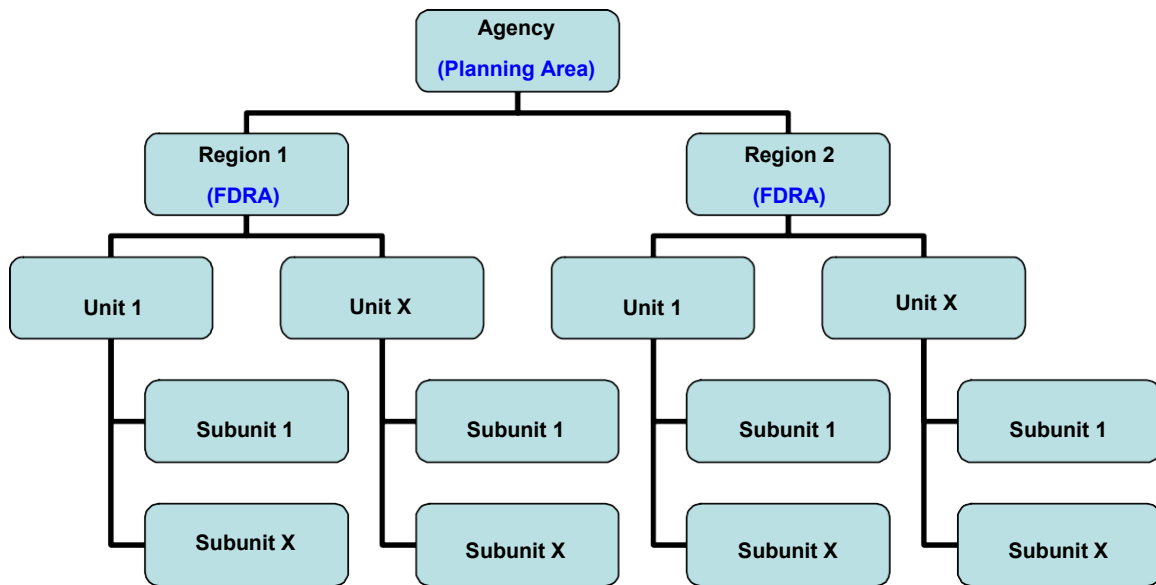 Agency
(Planning Area)
Region 1
(FDRA)
Region 2
(FDRA)
Unit 1
Unit X
Unit 1
Unit X
Subunit 1
Subunit 1
Subunit 1
Subunit 1
Subunit X
Subunit X
Subunit X
Subunit X